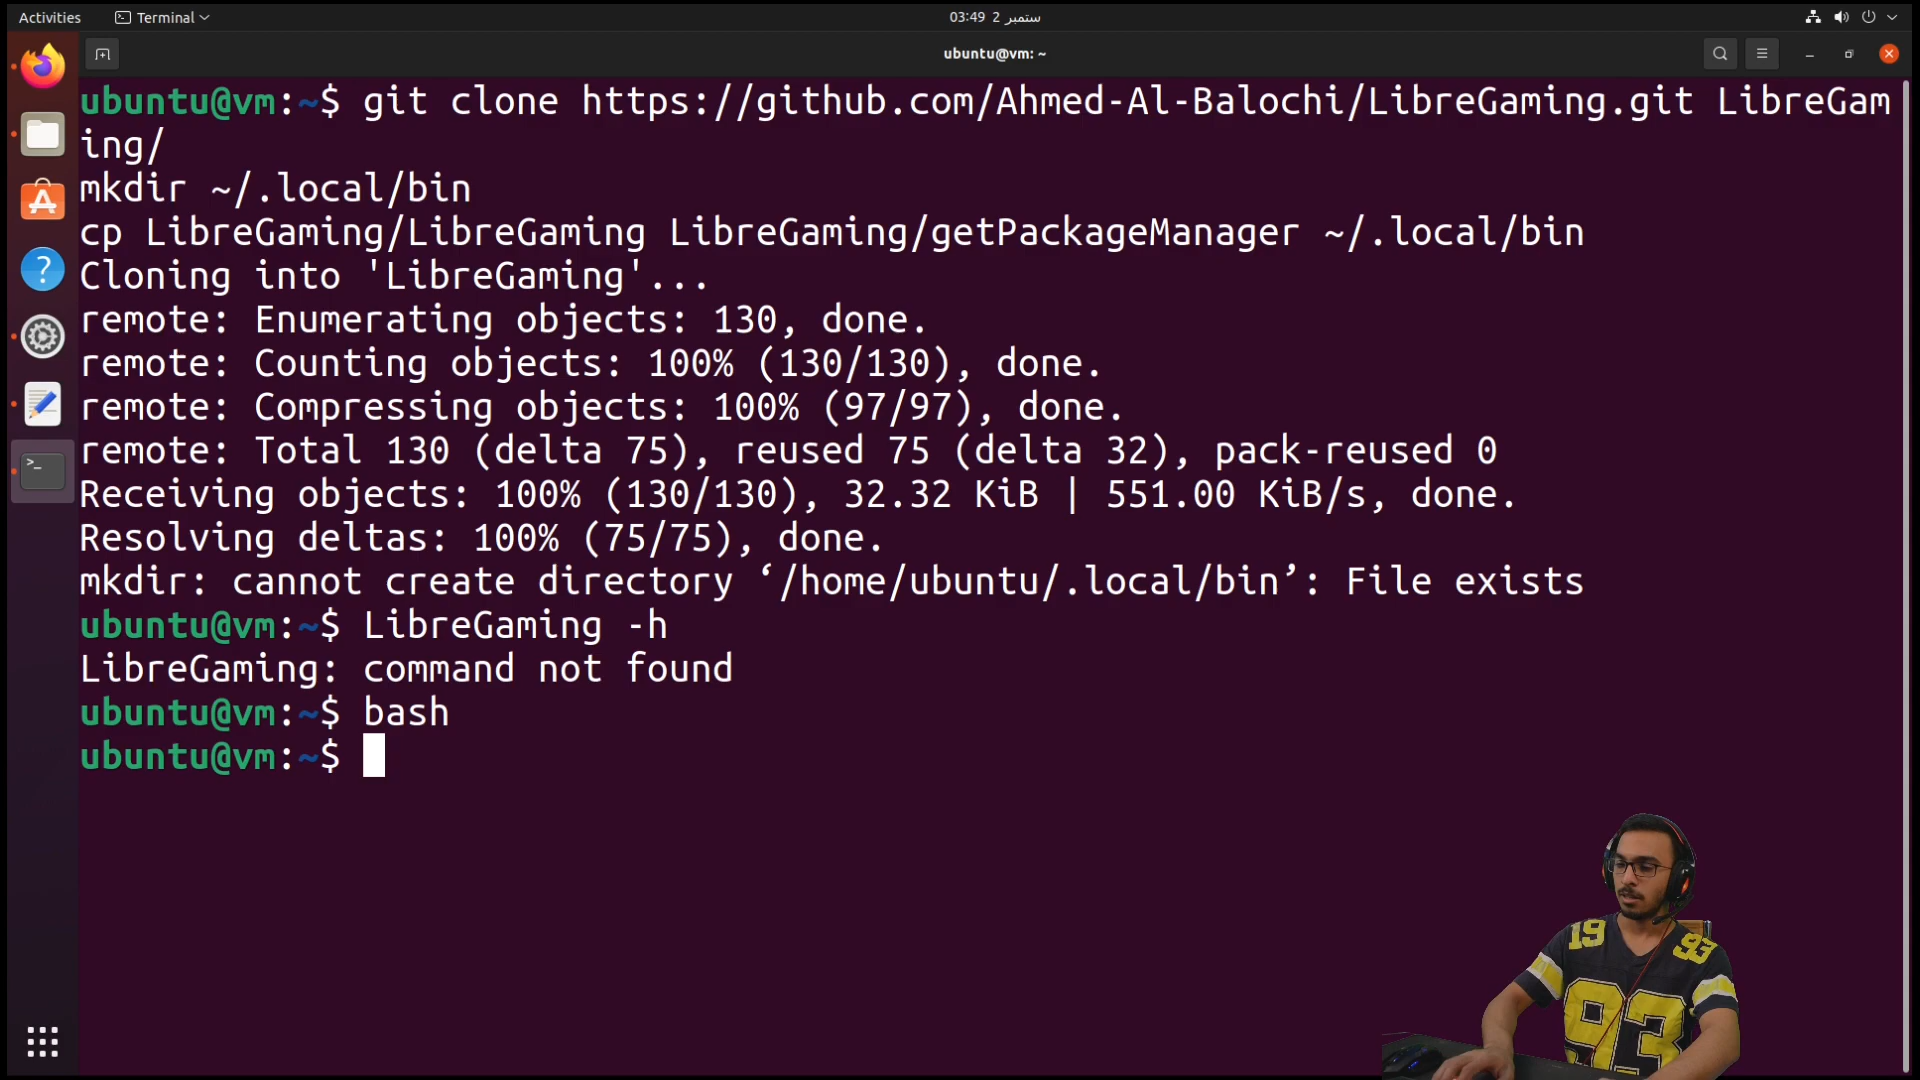 Activities
Terminal
03:49 2 ستمبر
ubuntu@vm: ~
ubuntu@vm:~$ git clone https://github.com/Ahmed-Al-Balochi/LibreGaming.git LibreGam
ing/
mkdir ~/.local/bin
cp LibreGaming/LibreGaming LibreGaming/getPackageManager ~/.local/bin
Cloning into 'LibreGaming'...
remote: Enumerating objects: 130, done.
remote: Counting objects: 100% (130/130), done.
remote: Compressing objects: 100% (97/97), done.
remote: Total 130 (delta 75), reused 75 (delta 32), pack-reused 0
Receiving objects: 100% (130/130), 32.32 KiB | 551.00 KiB/s, done.
Resolving deltas: 100% (75/75), done.
mkdir: cannot create directory ‘/home/ubuntu/.local/bin’: File exists
ubuntu@vm:~$ LibreGaming -h
LibreGaming: command not found
ubuntu@vm:~$ bash
ubuntu@vm:~$
19
93
93